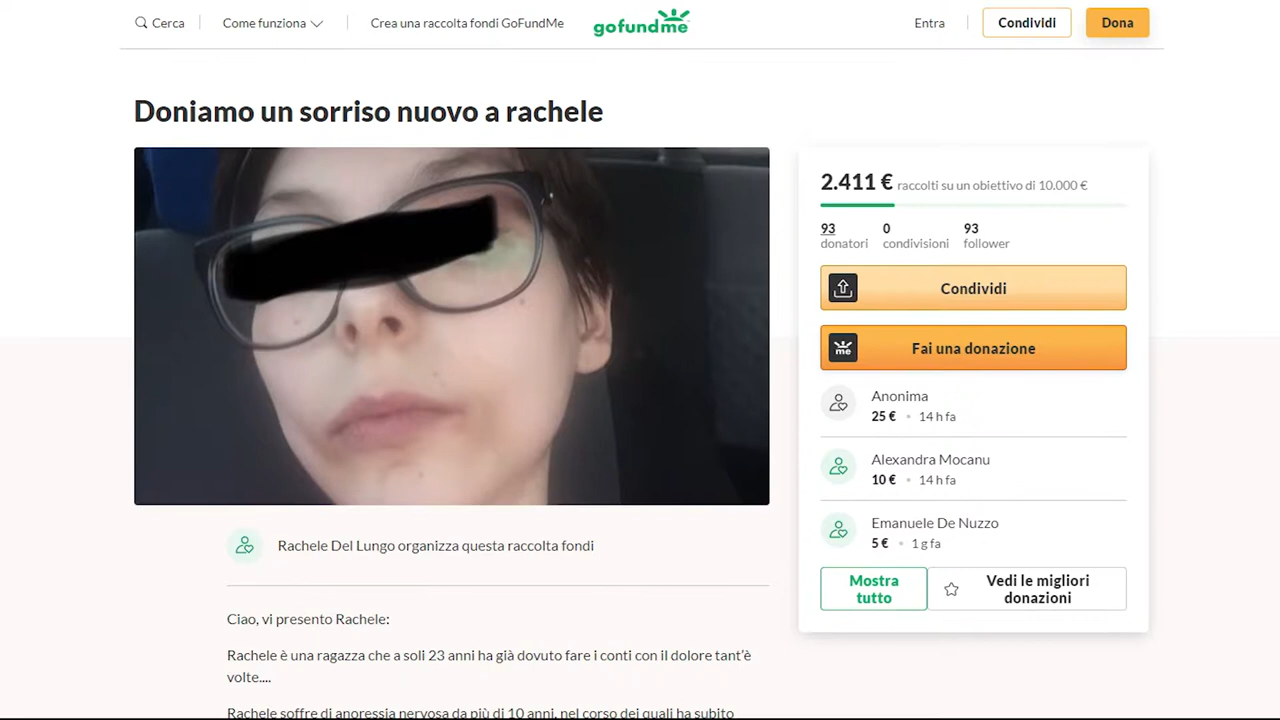 Cerca
Come funziona
Crea una raccolta fondi GoFundMe
gofundme
Entra
Condividi
Dona
Doniamo un sorriso nuovo a rachele
2.411 € raccolti su un obiettivo di 10.000 €
93 0 93
donatori condivisioni follower
Condividi
me Fai una donazione
Anonima
25 € • 14 h fa
Alexandra Mocanu
10 € • 14 h fa
Emanuele De Nuzzo
5 € • 1 g fa
Mostra
tutto
Vedi le migliori
donazioni
Rachele Del Lungo organizza questa raccolta fondi
Ciao, vi presento Rachele:
Rachele è una ragazza che a soli 23 anni ha già dovuto fare i conti con il dolore tant'è
volte....
Rachele soffre di anoressia nervosa da più di 10 anni, nel corso dei quali ha subito